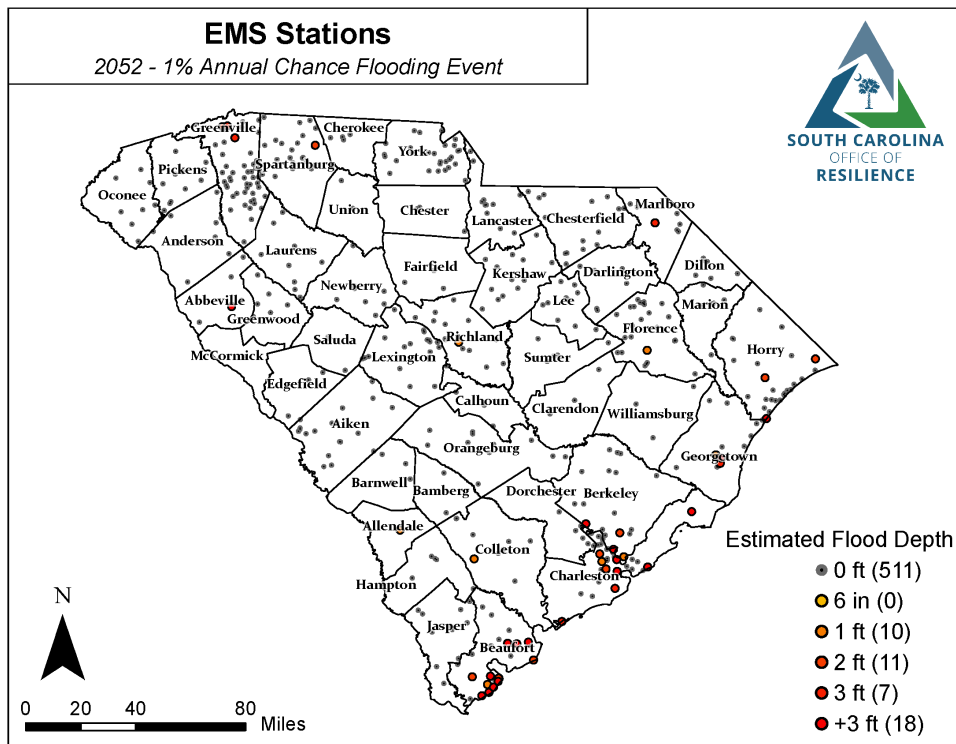 EMS Stations
2052 - 1% Annual Chance Flooding Event
SOUTH CAROLINA
OFFICE OF
RESILIENCE
Greenville
Cherokee
York
Spartanburg
Pickens
Oconee
Union
Chester
Lancaster
Chesterfield
Marlboro
Anderson
Laurens
Fairfield
Kershaw
Darlington
Dillon
Newberry
Abbeville
Greenwood
Lee
Marion
Florence
Richland
Saluda
Lexington
Sumter
Horry
McCormick
Edgefield
Calhoun
Clarendon
Williamsburg
Aiken
Orangeburg
Georgetown
Barnwell
Bamberg
Dorchester
Berkeley
Allendale
Colleton
Charleston
Hampton
Jasper
Beaufort
Estimated Flood Depth
0 ft (511)
6 in (0)
1 ft (10)
2 ft (11)
3 ft (7)
+3 ft (18)
N
0 20 40 80
Miles